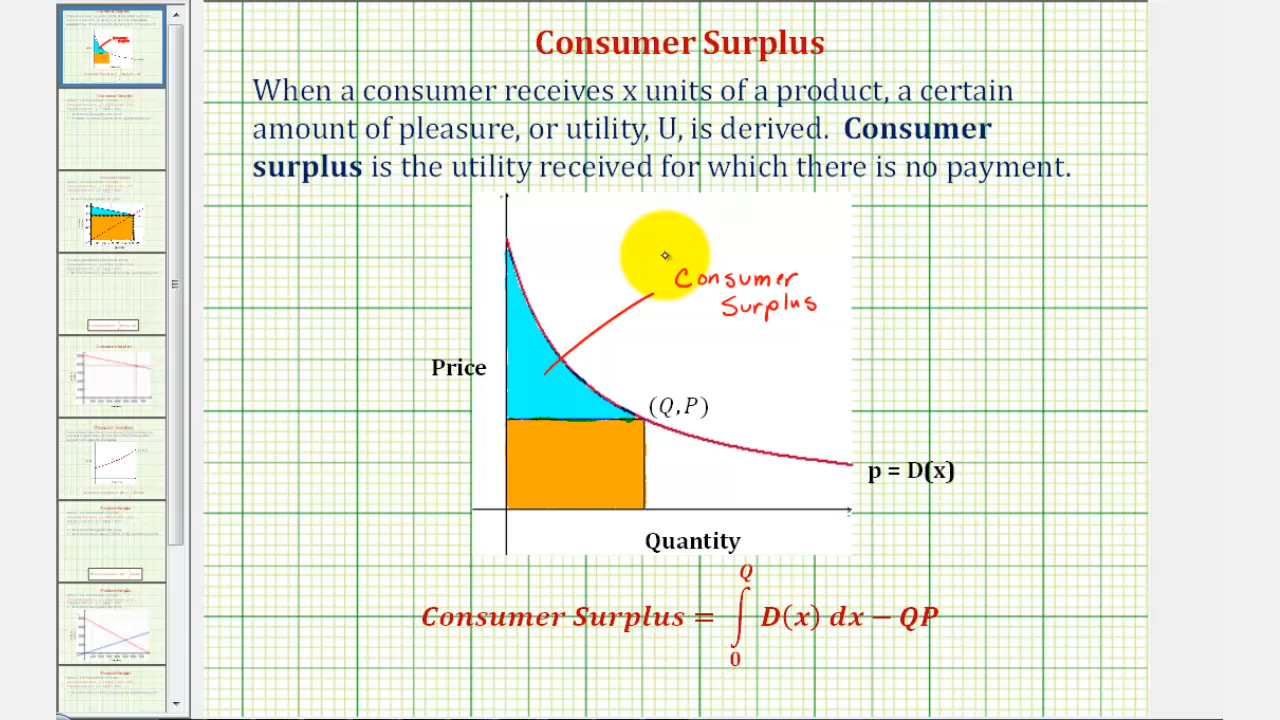 Consumer Surplus
When a consumer receives x units of a product, a certain
amount of pleasure, or utility, U, is derived. Consumer
surplus is the utility received for which there is no payment.
Consumer
Surplus
Price
(Q, P)
p = D(x)
Quantity
Consumer Surplus = ∫₀^Q D(x) dx − QP